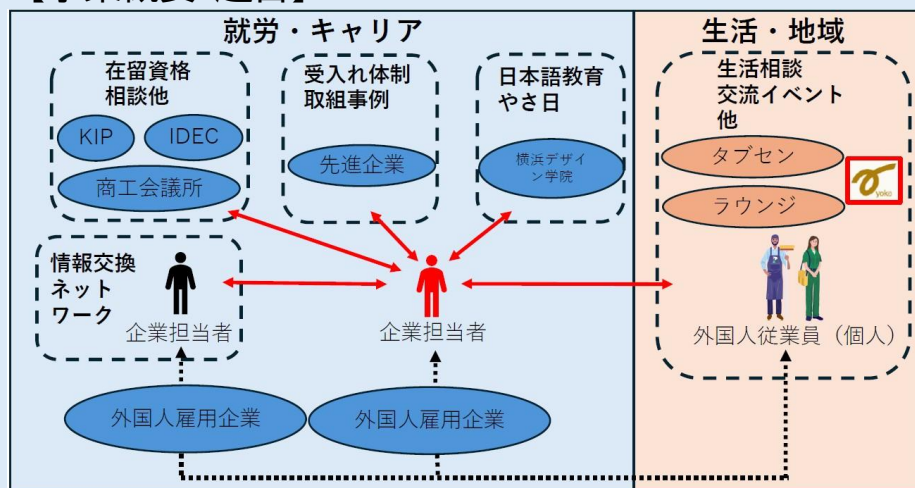 就労・キャリア
生活・地域
在留資格
相談他
KIP
IDEC
商工会議所
受入れ体制
取組事例
先進企業
日本語教育
やさ日
横浜デザイ
ン学院
生活相談
交流イベント
他
タブセン
ラウンジ
yoke
情報交換
ネット
ワーク
企業担当者
企業担当者
外国人従業員（個人）
外国人雇用企業
外国人雇用企業